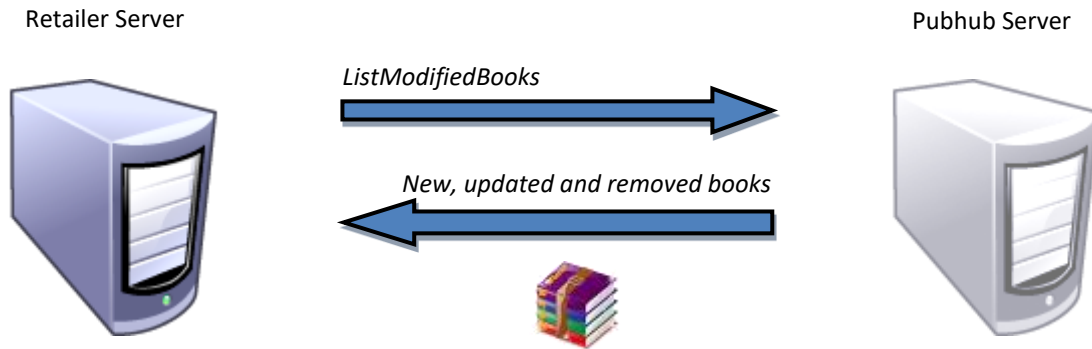 Retailer Server
Pubhub Server
ListModifiedBooks
New, updated and removed books